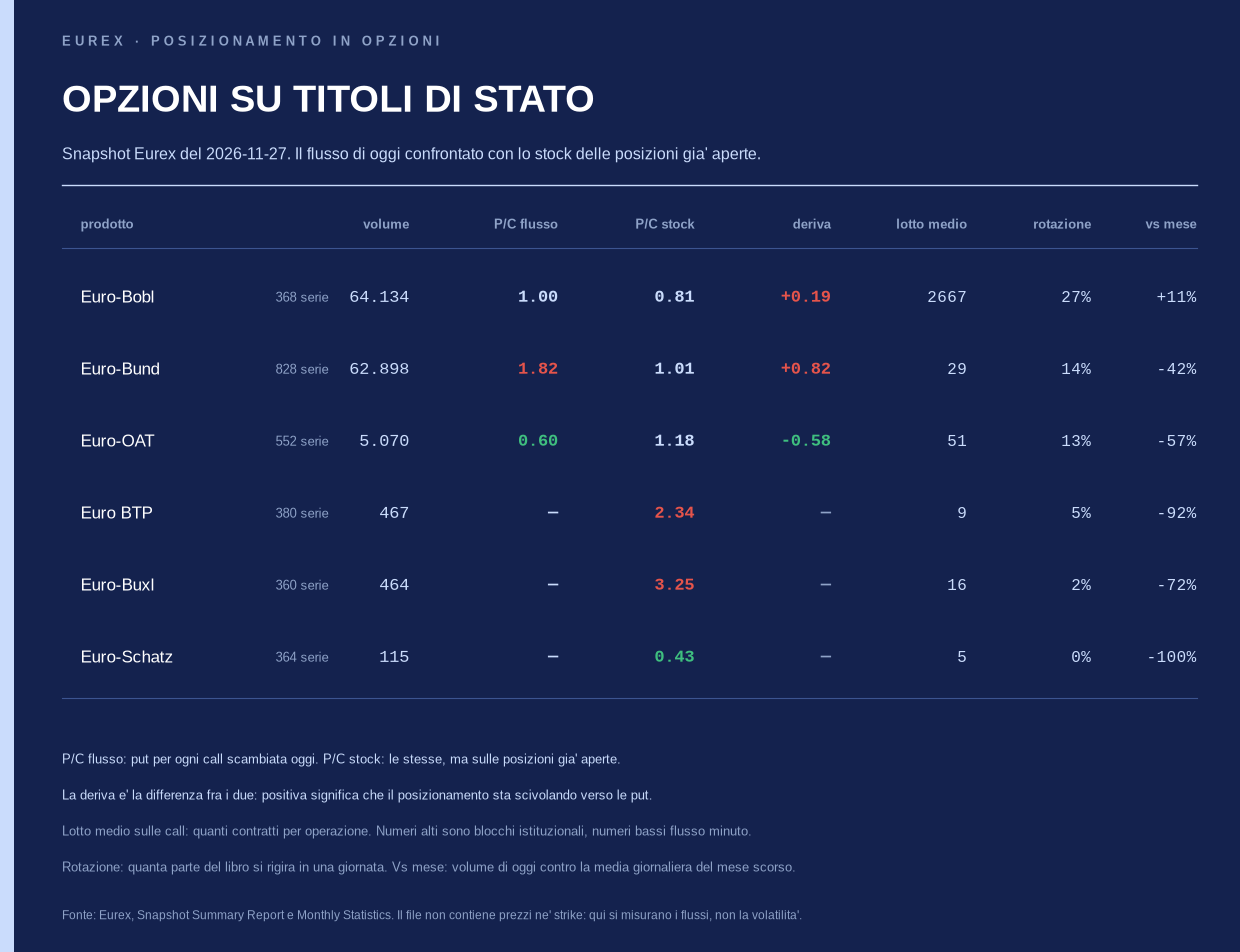 EUREX · POSIZIONAMENTO IN OPZIONI
OPZIONI SU TITOLI DI STATO
Snapshot Eurex del 2026-11-27. Il flusso di oggi confrontato con lo stock delle posizioni gia' aperte.
prodotto volume P/C flusso P/C stock deriva lotto medio rotazione vs mese
Euro-Bobl 368 serie 64.134 1.00 0.81 +0.19 2667 27% +11%
Euro-Bund 828 serie 62.898 1.82 1.01 +0.82 29 14% -42%
Euro-OAT 552 serie 5.070 0.60 1.18 -0.58 51 13% -57%
Euro BTP 380 serie 467 — 2.34 — 9 5% -92%
Euro-Buxl 360 serie 464 — 3.25 — 16 2% -72%
Euro-Schatz 364 serie 115 — 0.43 — 5 0% -100%
P/C flusso: put per ogni call scambiata oggi. P/C stock: le stesse, ma sulle posizioni gia' aperte.
La deriva e' la differenza fra i due: positiva significa che il posizionamento sta scivolando verso le put.
Lotto medio sulle call: quanti contratti per operazione. Numeri alti sono blocchi istituzionali, numeri bassi flusso minuto.
Rotazione: quanta parte del libro si rigira in una giornata. Vs mese: volume di oggi contro la media giornaliera del mese scorso.
Fonte: Eurex, Snapshot Summary Report e Monthly Statistics. Il file non contiene prezzi ne' strike: qui si misurano i flussi, non la volatilita'.